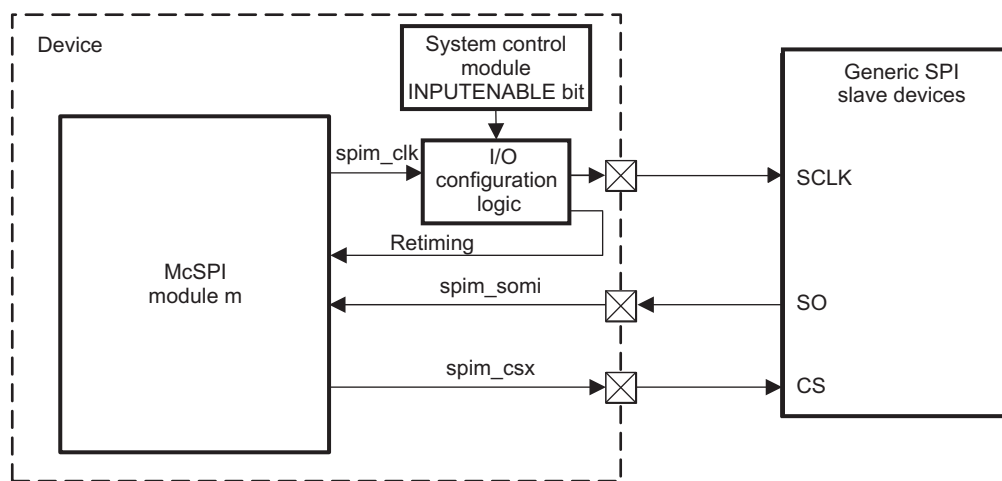 Device
System control
module
INPUTENABLE bit
Generic SPI
slave devices
spim_clk
I/O
configuration
logic
SCLK
Retiming
McSPI
module m
spim_somi
SO
spim_csx
CS